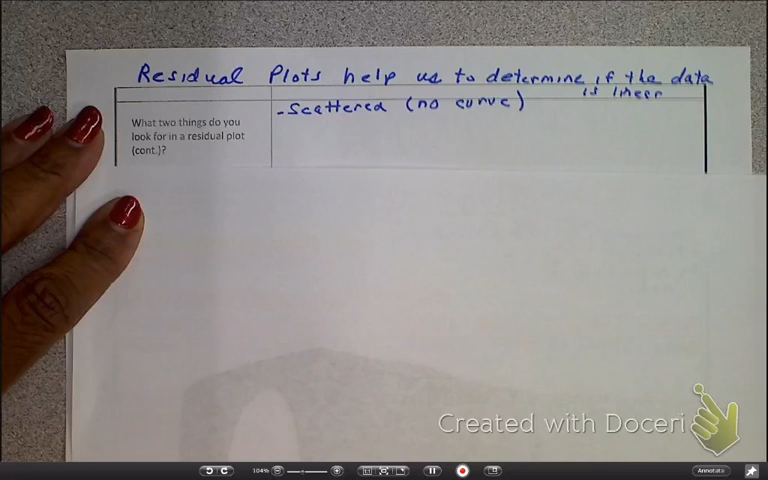 Residual Plots help us to determine if the data
is linear
-Scattered (no curve)
What two things do you
look for in a residual plot
(cont.)?
Created with Doceri
104%
Annotate